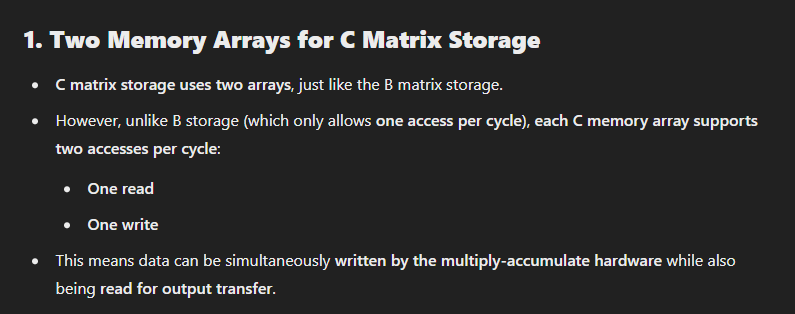 1. Two Memory Arrays for C Matrix Storage
• C matrix storage uses two arrays, just like the B matrix storage.
• However, unlike B storage (which only allows one access per cycle), each C memory array supports
two accesses per cycle:
• One read
• One write
• This means data can be simultaneously written by the multiply-accumulate hardware while also
being read for output transfer.